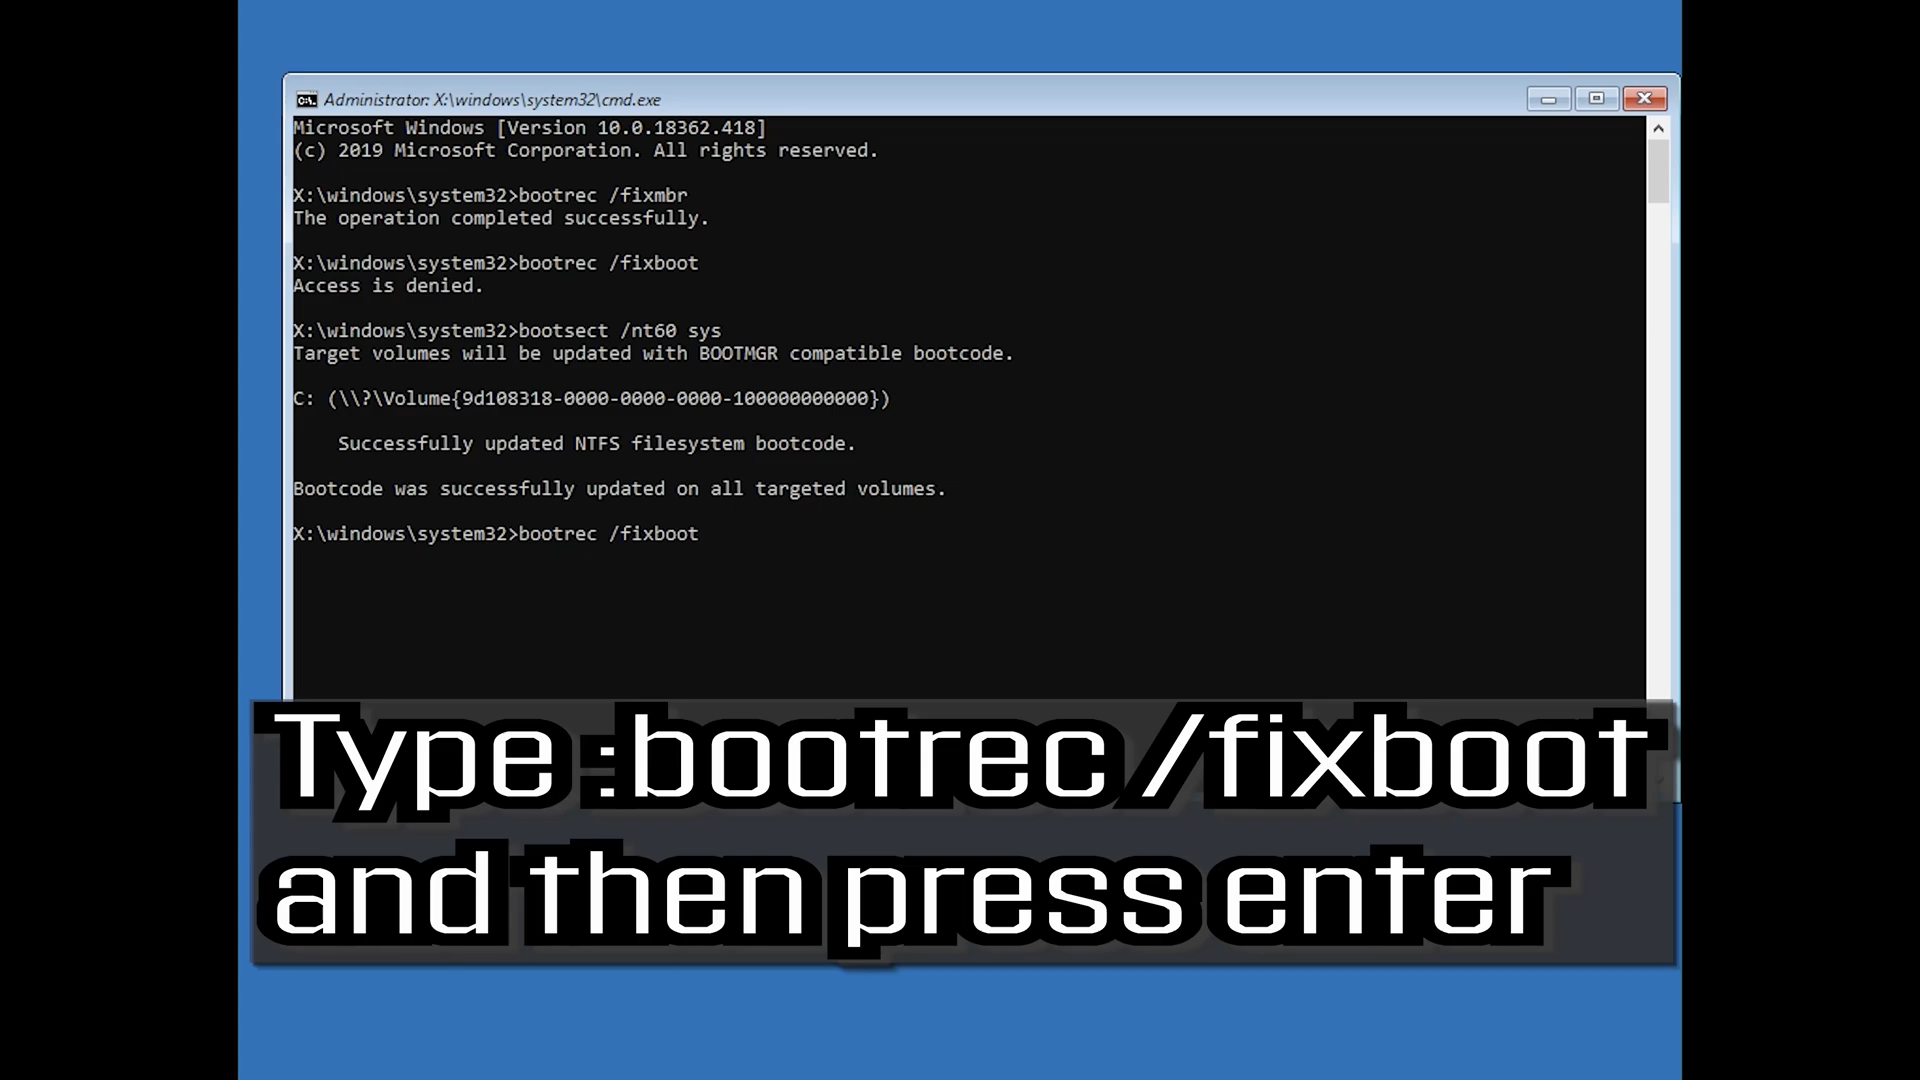 Administrator: X:\windows\system32\cmd.exe
Microsoft Windows [Version 10.0.18362.418]
(c) 2019 Microsoft Corporation. All rights reserved.
X:\windows\system32>bootrec /fixmbr
The operation completed successfully.
X:\windows\system32>bootrec /fixboot
Access is denied.
X:\windows\system32>bootsect /nt60 sys
Target volumes will be updated with BOOTMGR compatible bootcode.
C: (\\?\Volume{9d108318-0000-0000-0000-100000000000})
Successfully updated NTFS filesystem bootcode.
Bootcode was successfully updated on all targeted volumes.
X:\windows\system32>bootrec /fixboot
Type :bootrec /fixboot
and then press enter